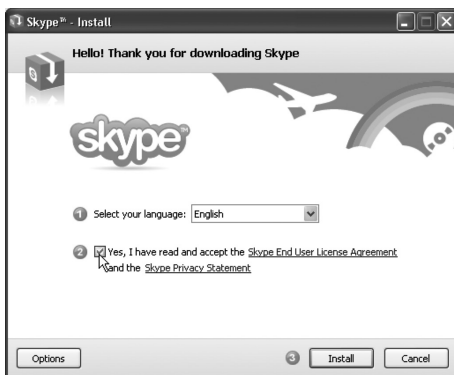 Skype™ - Install
Hello! Thank you for downloading Skype
skype™
1 Select your language: English
2 Yes, I have read and accept the Skype End User License Agreement
and the Skype Privacy Statement
Options 3 Install Cancel